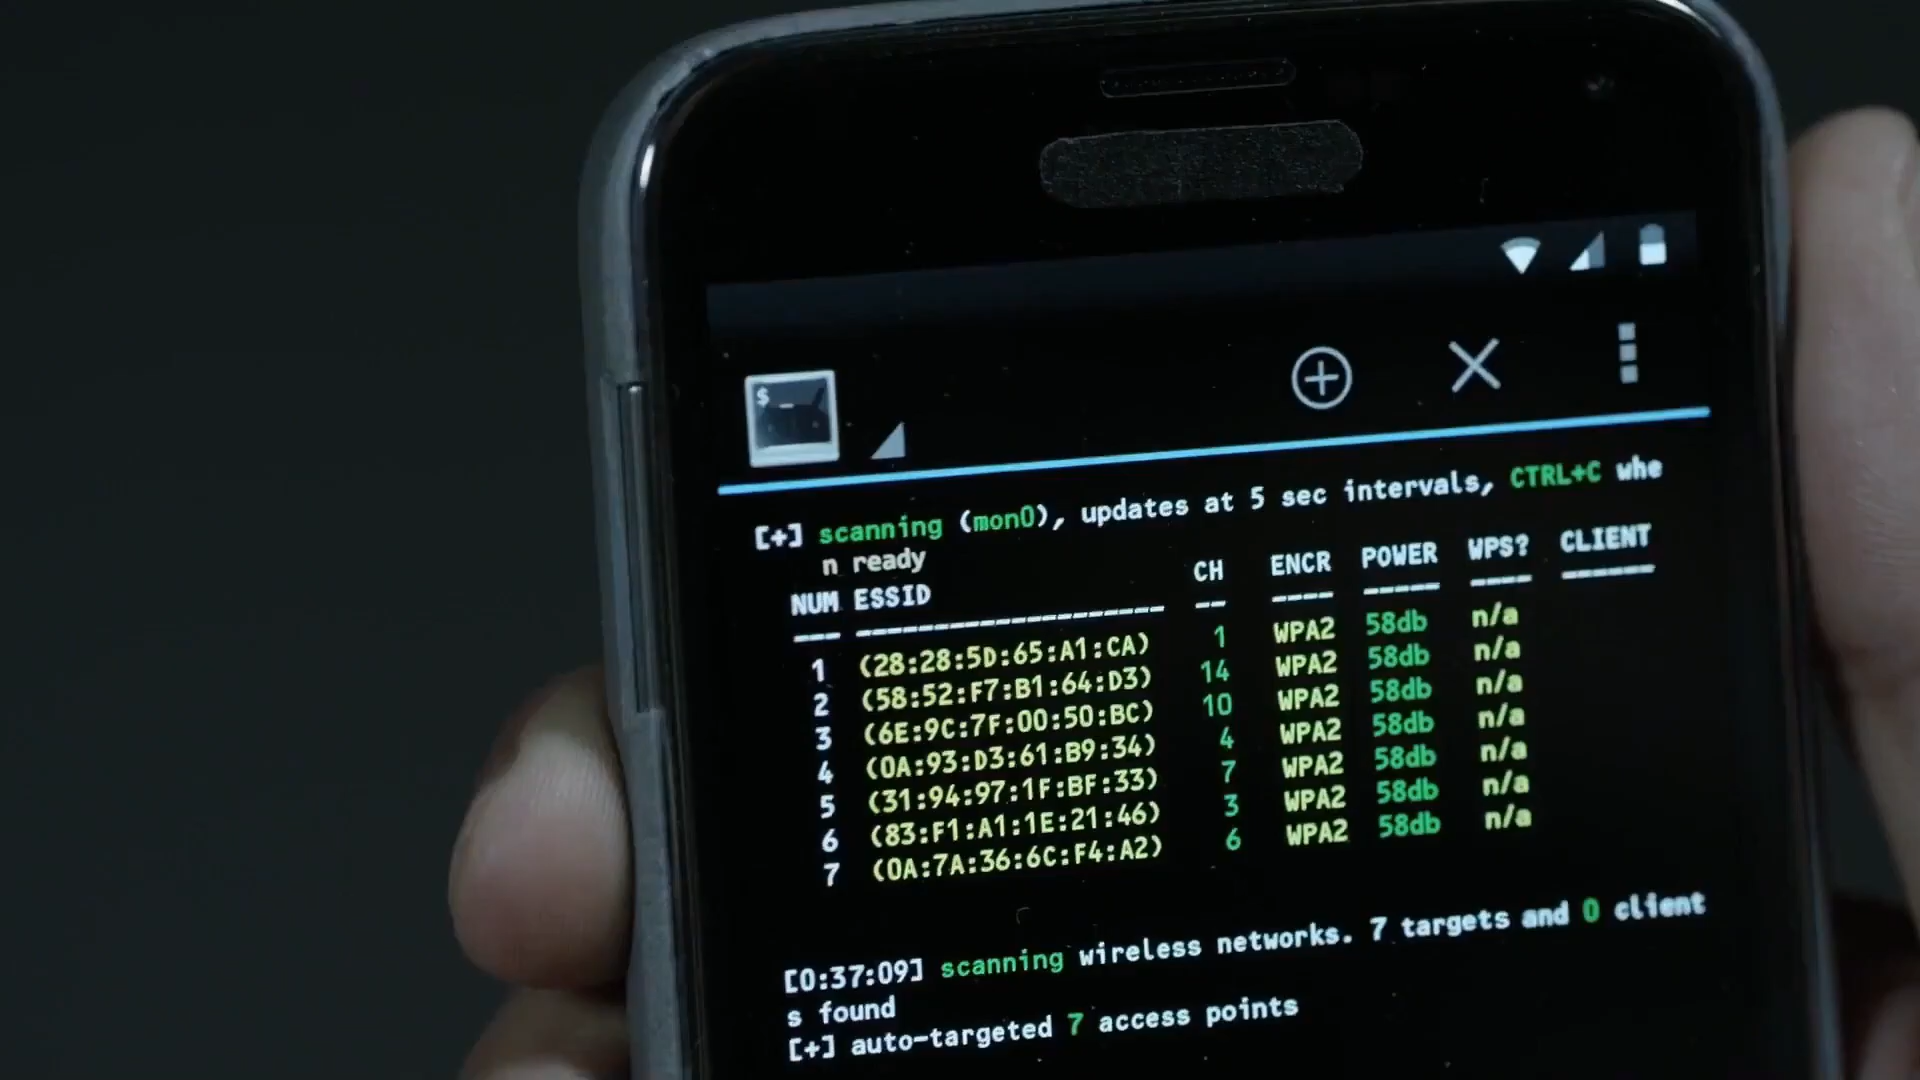 $
[+] scanning (mon0), updates at 5 sec intervals, CTRL+C whe
n ready
NUM ESSID CH ENCR POWER WPS? CLIENT
--- -------------------- -- ---- ----- ---- ------
1 (28:28:5D:65:A1:CA) 1 WPA2 58db n/a
2 (58:52:F7:B1:64:D3) 14 WPA2 58db n/a
3 (6E:9C:7F:00:50:BC) 10 WPA2 58db n/a
4 (0A:93:D3:61:B9:34) 4 WPA2 58db n/a
5 (31:94:97:1F:BF:33) 7 WPA2 58db n/a
6 (83:F1:A1:1E:21:46) 3 WPA2 58db n/a
7 (0A:7A:36:6C:F4:A2) 6 WPA2 58db n/a
[0:37:09] scanning wireless networks. 7 targets and 0 client
s found
[+] auto-targeted 7 access points